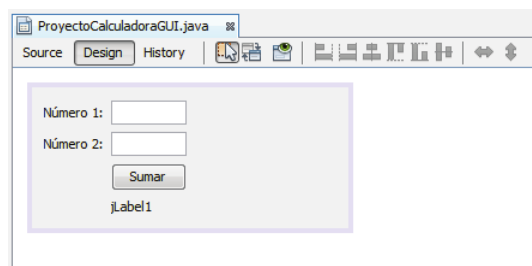 ProyectoCalculadoraGUI.java
Source Design History
Número 1:
Número 2:
Sumar
jLabel1